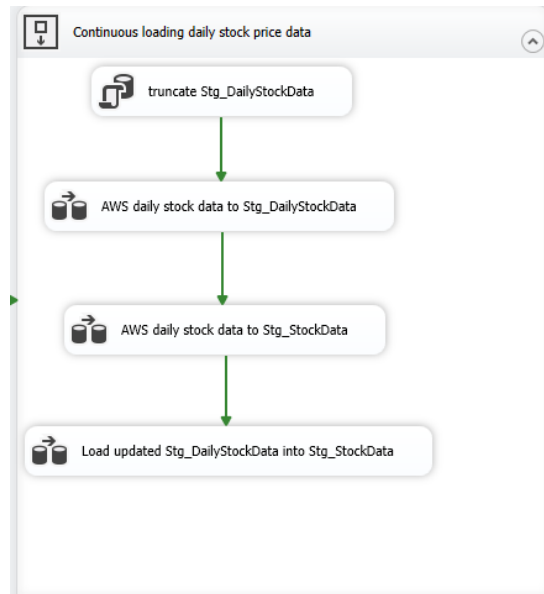 Continuous loading daily stock price data
truncate Stg_DailyStockData
AWS daily stock data to Stg_DailyStockData
AWS daily stock data to Stg_StockData
Load updated Stg_DailyStockData into Stg_StockData